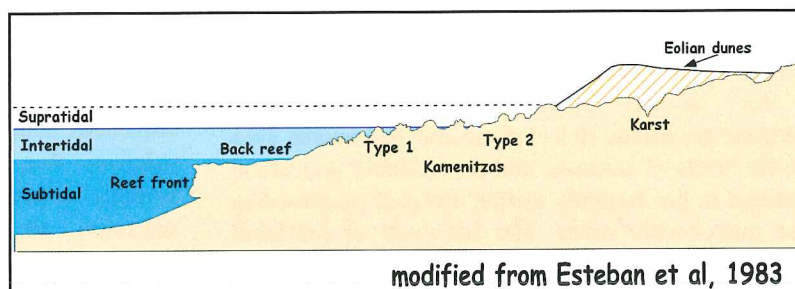 Eolian dunes
Supratidal
Intertidal
Back reef
Type 1
Type 2
Karst
Kamenitzas
Subtidal
Reef front
modified from Esteban et al, 1983